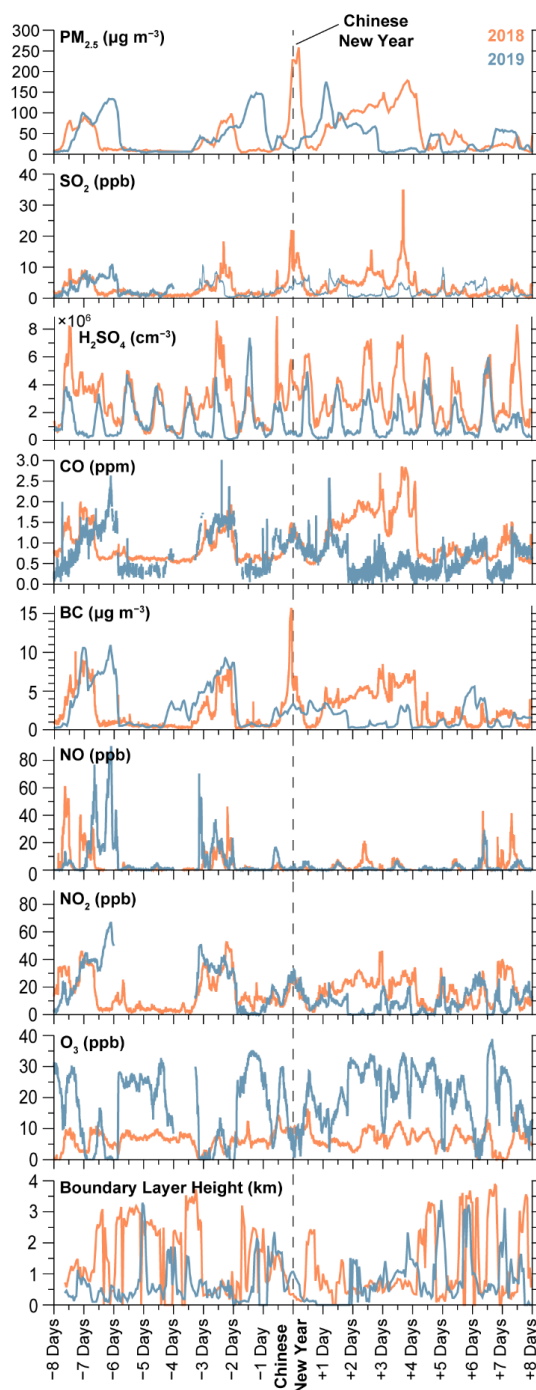 Chinese
New Year
2018
2019
PM2.5 (µg m−3)
300
250
200
150
100
50
0
SO2 (ppb)
40
30
20
10
0
×10^6
H2SO4 (cm−3)
8
6
4
2
0
CO (ppm)
3.0
2.5
2.0
1.5
1.0
0.5
0.0
BC (µg m−3)
15
10
5
0
NO (ppb)
80
60
40
20
0
NO2 (ppb)
80
60
40
20
0
O3 (ppb)
40
30
20
10
0
Boundary Layer Height (km)
4
3
2
1
0
−8 Days
−7 Days
−6 Days
−5 Days
−4 Days
−3 Days
−2 Days
−1 Day
Chinese
New Year
+1 Day
+2 Days
+3 Days
+4 Days
+5 Days
+6 Days
+7 Days
+8 Days